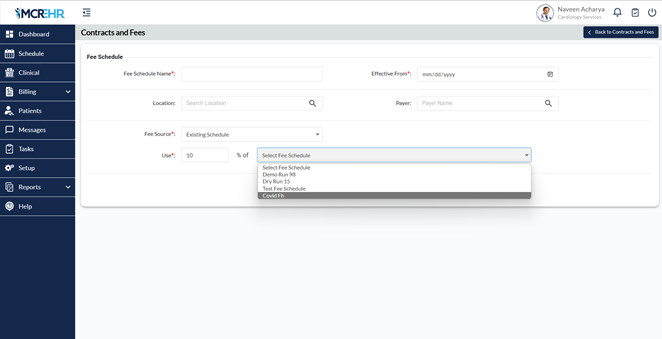 MCREHR
Naveen Acharya
Cardiology Services
Dashboard
Schedule
Clinical
Billing
Patients
Messages
Tasks
Setup
Reports
Help
Contracts and Fees
Back to Contracts and Fees
Fee Schedule
Fee Schedule Name*:
Effective From*: mm/dd/yyyy
Location: Search Location
Payer: Payer Name
Fee Source*: Existing Schedule
Use*: 10 % of Select Fee Schedule
Select Fee Schedule
Demo Run 98
Dry Run 15
Test Fee Schedule
Covid Fh